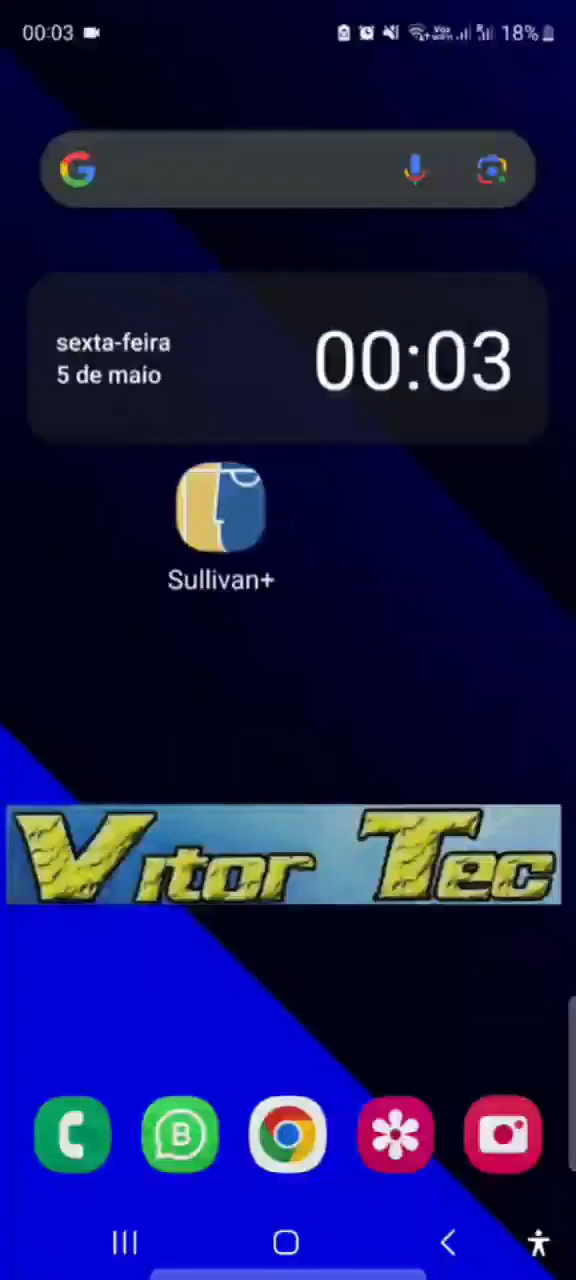 00:03
18%
sexta-feira
5 de maio
00:03
Sullivan+
Vitor Tec